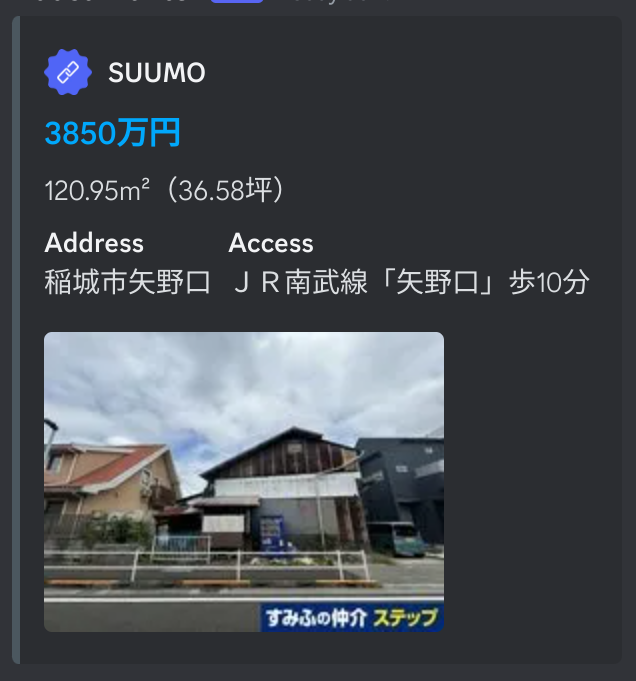 SUUMO
3850万円
120.95m²（36.58坪）
Address Access
稲城市矢野口 ＪＲ南武線「矢野口」歩10分
すみふの仲介 ステップ